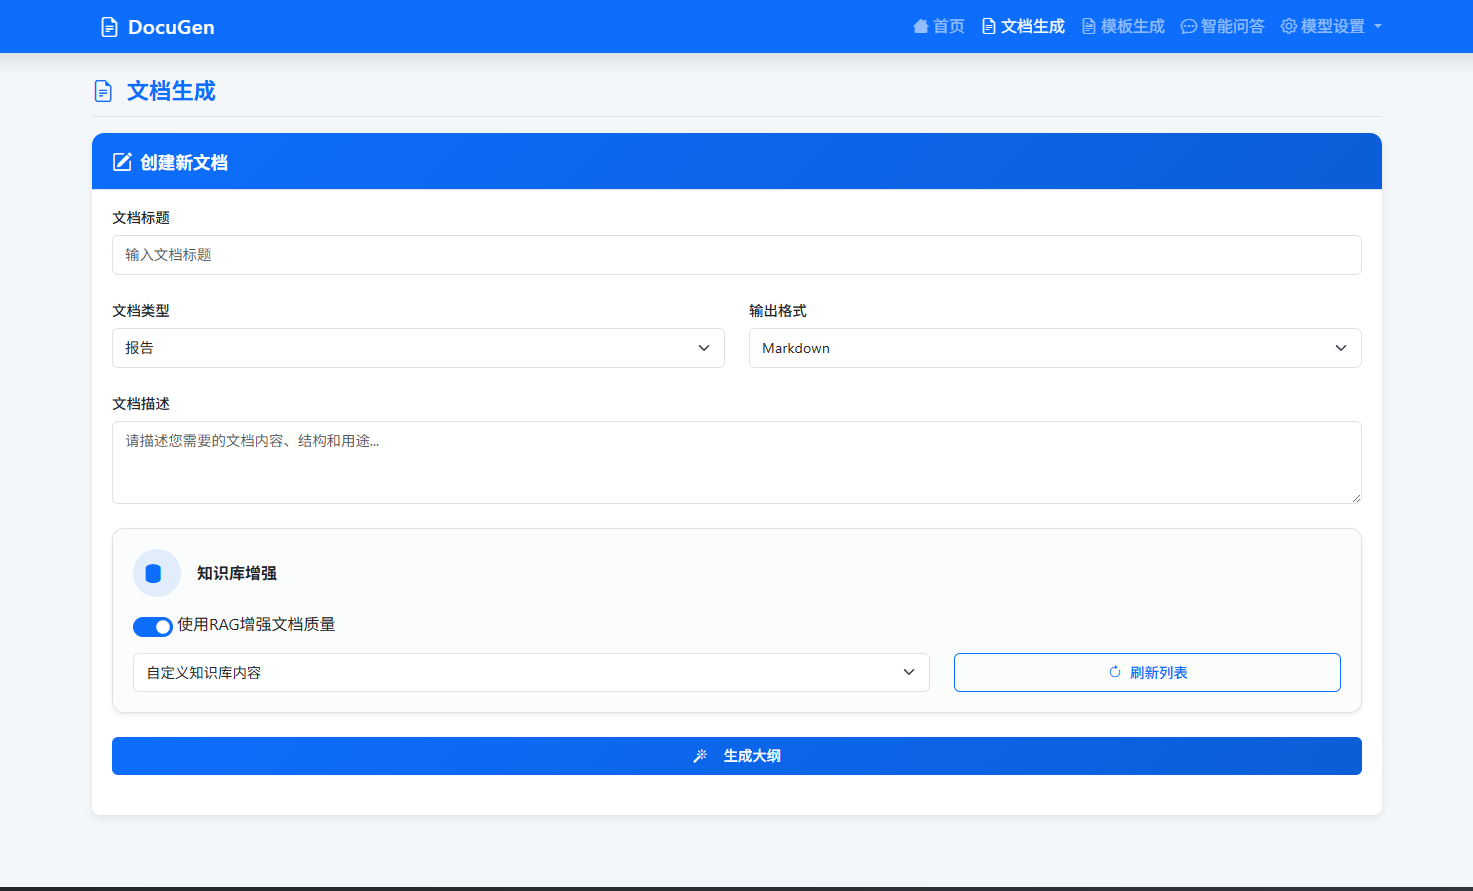 DocuGen
首页 文档生成 模板生成 智能问答 模型设置
文档生成
创建新文档
文档标题
输入文档标题
文档类型 输出格式
报告 Markdown
文档描述
请描述您需要的文档内容、结构和用途...
知识库增强
使用RAG增强文档质量
自定义知识库内容 刷新列表
生成大纲